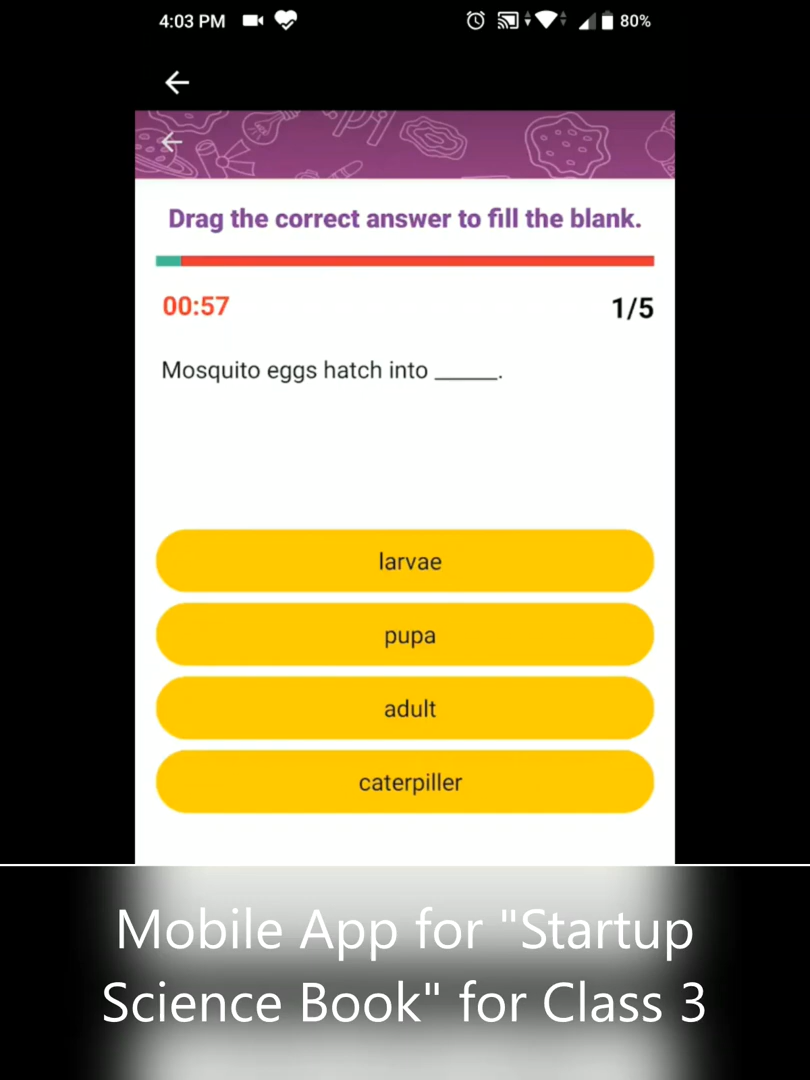 4:03 PM
80%
Drag the correct answer to fill the blank.
00:57
1/5
Mosquito eggs hatch into _____.
larvae
pupa
adult
caterpiller
Mobile App for "Startup
Science Book" for Class 3